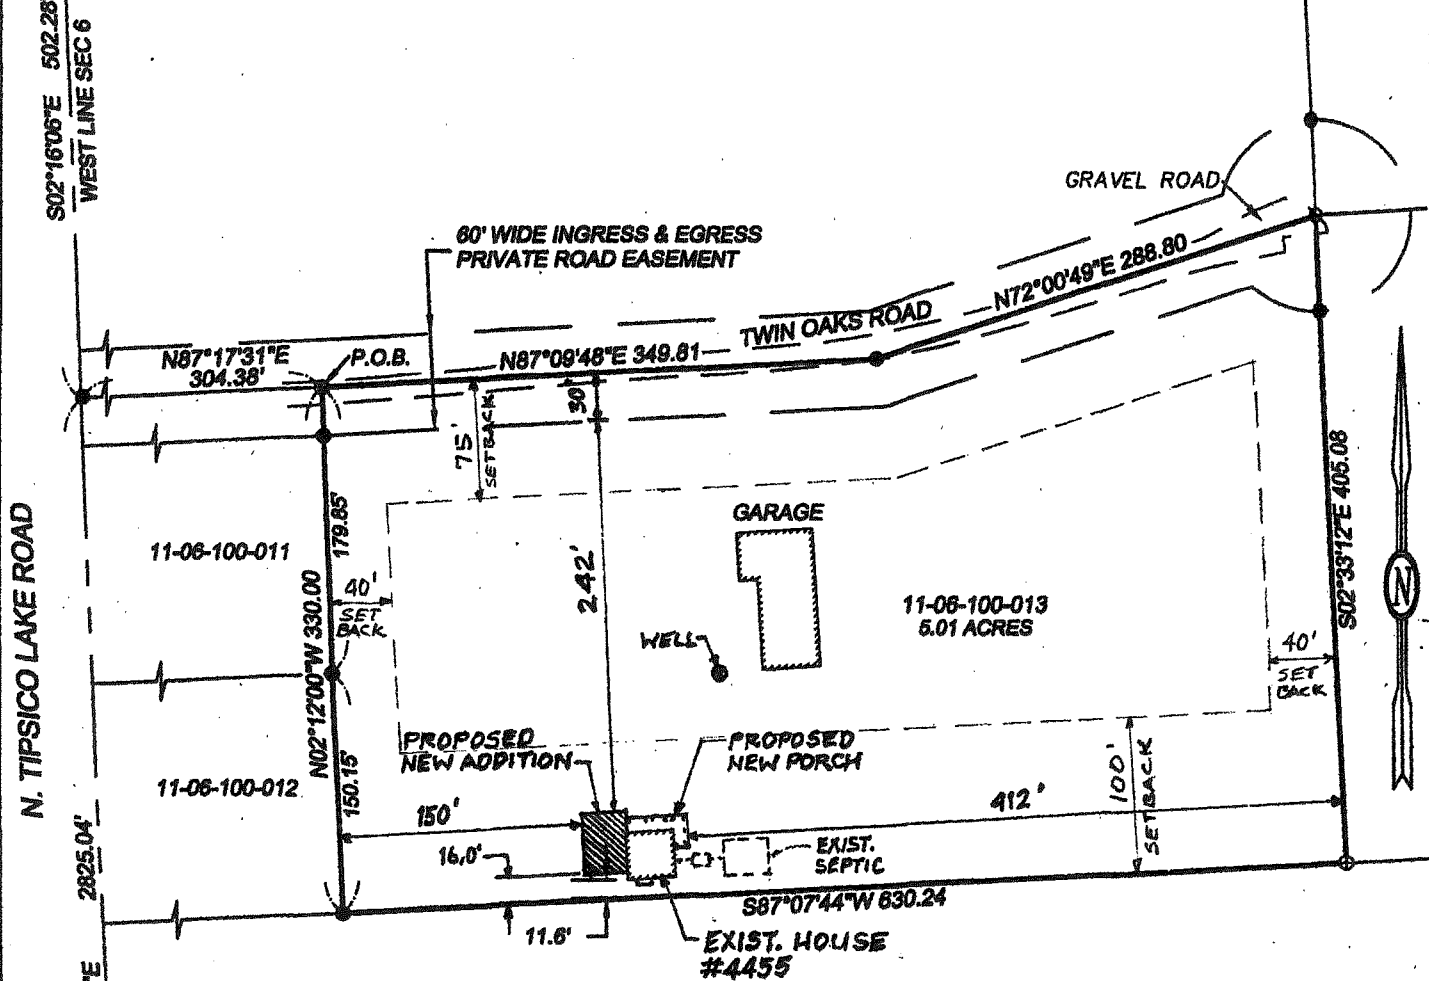 S02°16'06"E 502.28'
WEST LINE SEC 6
GRAVEL ROAD
60' WIDE INGRESS & EGRESS
PRIVATE ROAD EASEMENT
N72°00'49"E 288.80
TWIN OAKS ROAD
N87°17'31"E
304.38'
P.O.B.
N87°09'48"E 349.81
30'
75'
SETBACK
GARAGE
N. TIPSICO LAKE ROAD
11-06-100-011
179.85'
242'
S02°33'12"E 405.08
N
40'
SET
BACK
N02°12'00"W 330.00
11-06-100-013
5.01 ACRES
WELL
40'
SET
BACK
PROPOSED
NEW ADDITION
PROPOSED
NEW PORCH
11-06-100-012
150.15'
150'
412'
100'
SETBACK
2825.04'
16.0'
EXIST.
SEPTIC
S87°07'44"W 630.24
11.6'
EXIST. HOUSE
#4455
"E